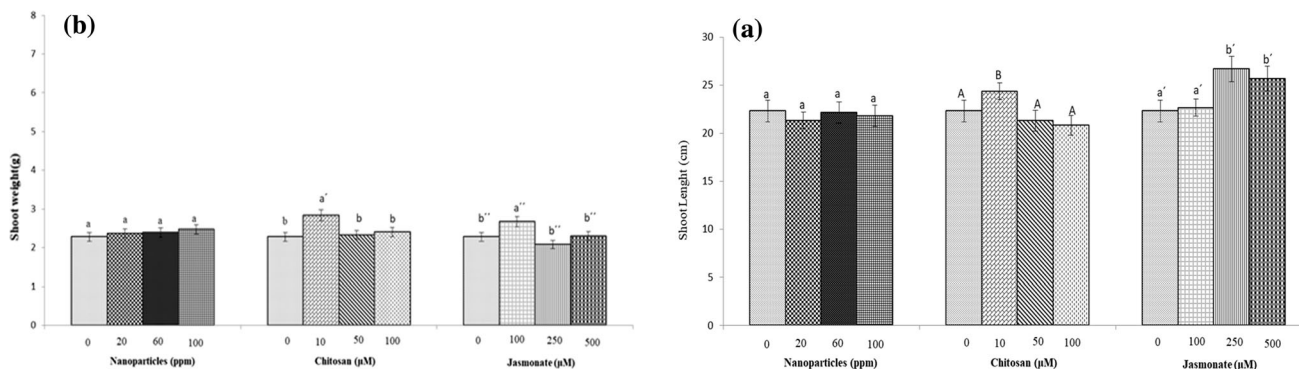 (b)
Shoot weight(g)
8
7
6
5
4
3
2
1
0
a a a a
b a´ b b
b´´ a´´ b´´ b´´
0 20 60 100
Nanoparticles (ppm)
0 10 50 100
Chitosan (µM)
0 100 250 500
Jasmonate (µM)
(a)
Shoot Lenght (cm)
30
25
20
15
10
5
0
a a a a
A B A A
a´ a´ b´ b´
0 20 60 100
Nanoparticles (ppm)
0 10 50 100
Chitosan (µM)
0 100 250 500
Jasmonate (µM)